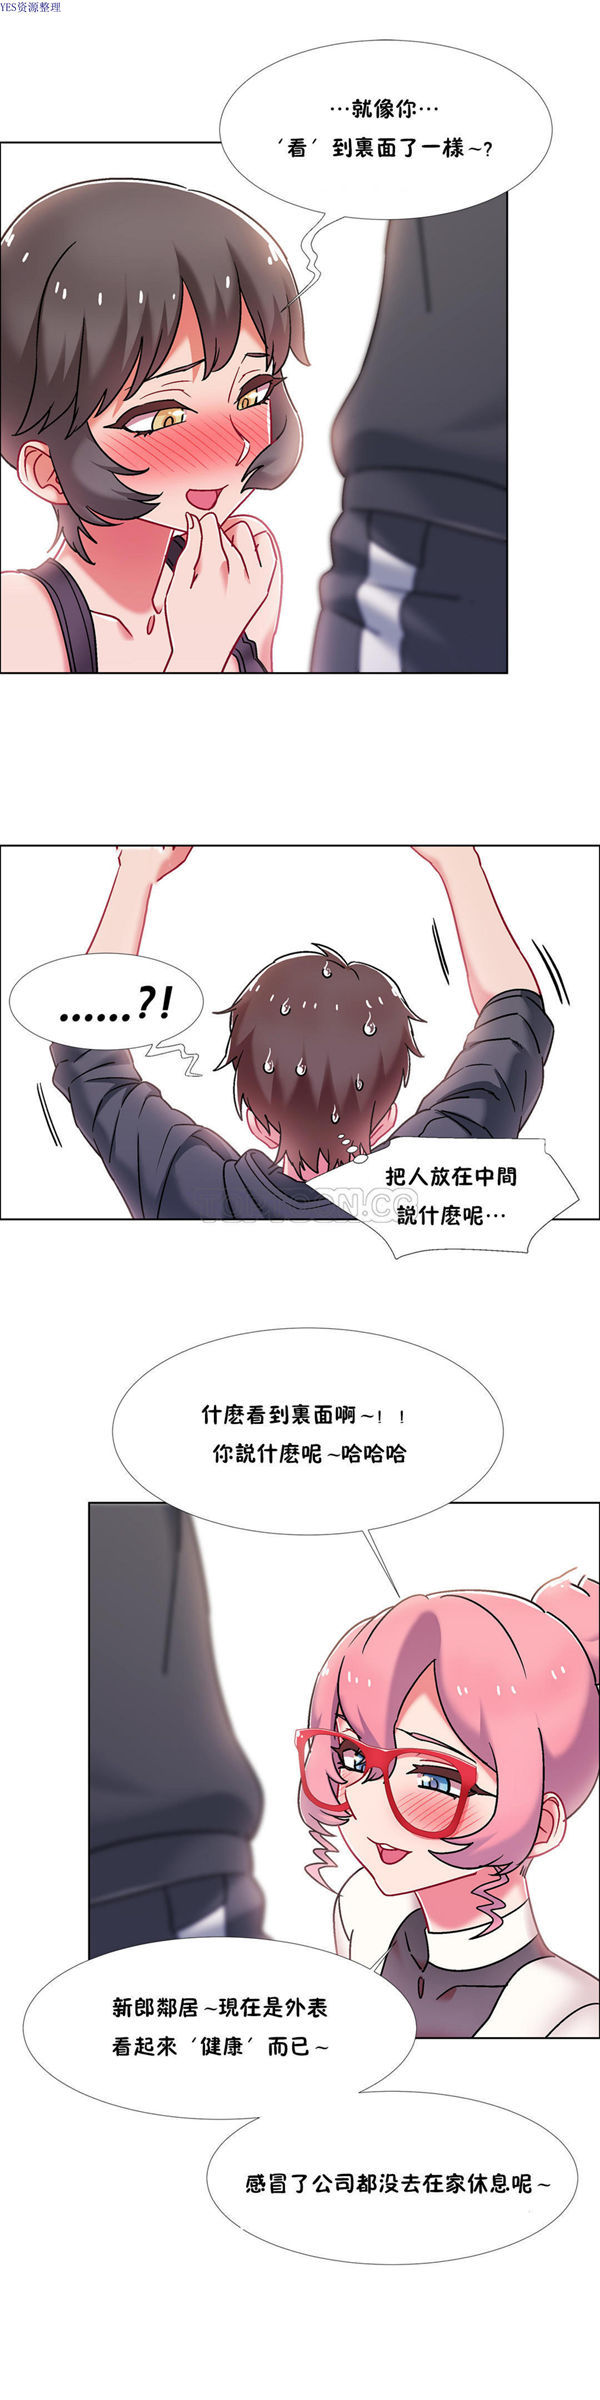 YES资源整理
…就像你…
‘看’到裏面了一樣~?
……?!
TOPTOON.CC
把人放在中間
說什麽呢…
什麽看到裏面啊~！！
你說什麽呢~哈哈哈
新郎鄰居~現在是外表
看起來‘健康’而已~
感冒了公司都没去在家休息呢~